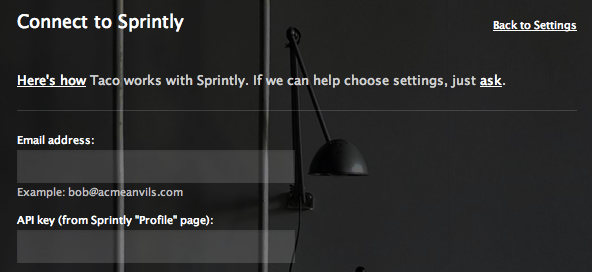 Connect to Sprintly
Back to Settings
Here's how Taco works with Sprintly. If we can help choose settings, just ask.
Email address:
Example: bob@acmeanvils.com
API key (from Sprintly "Profile" page):